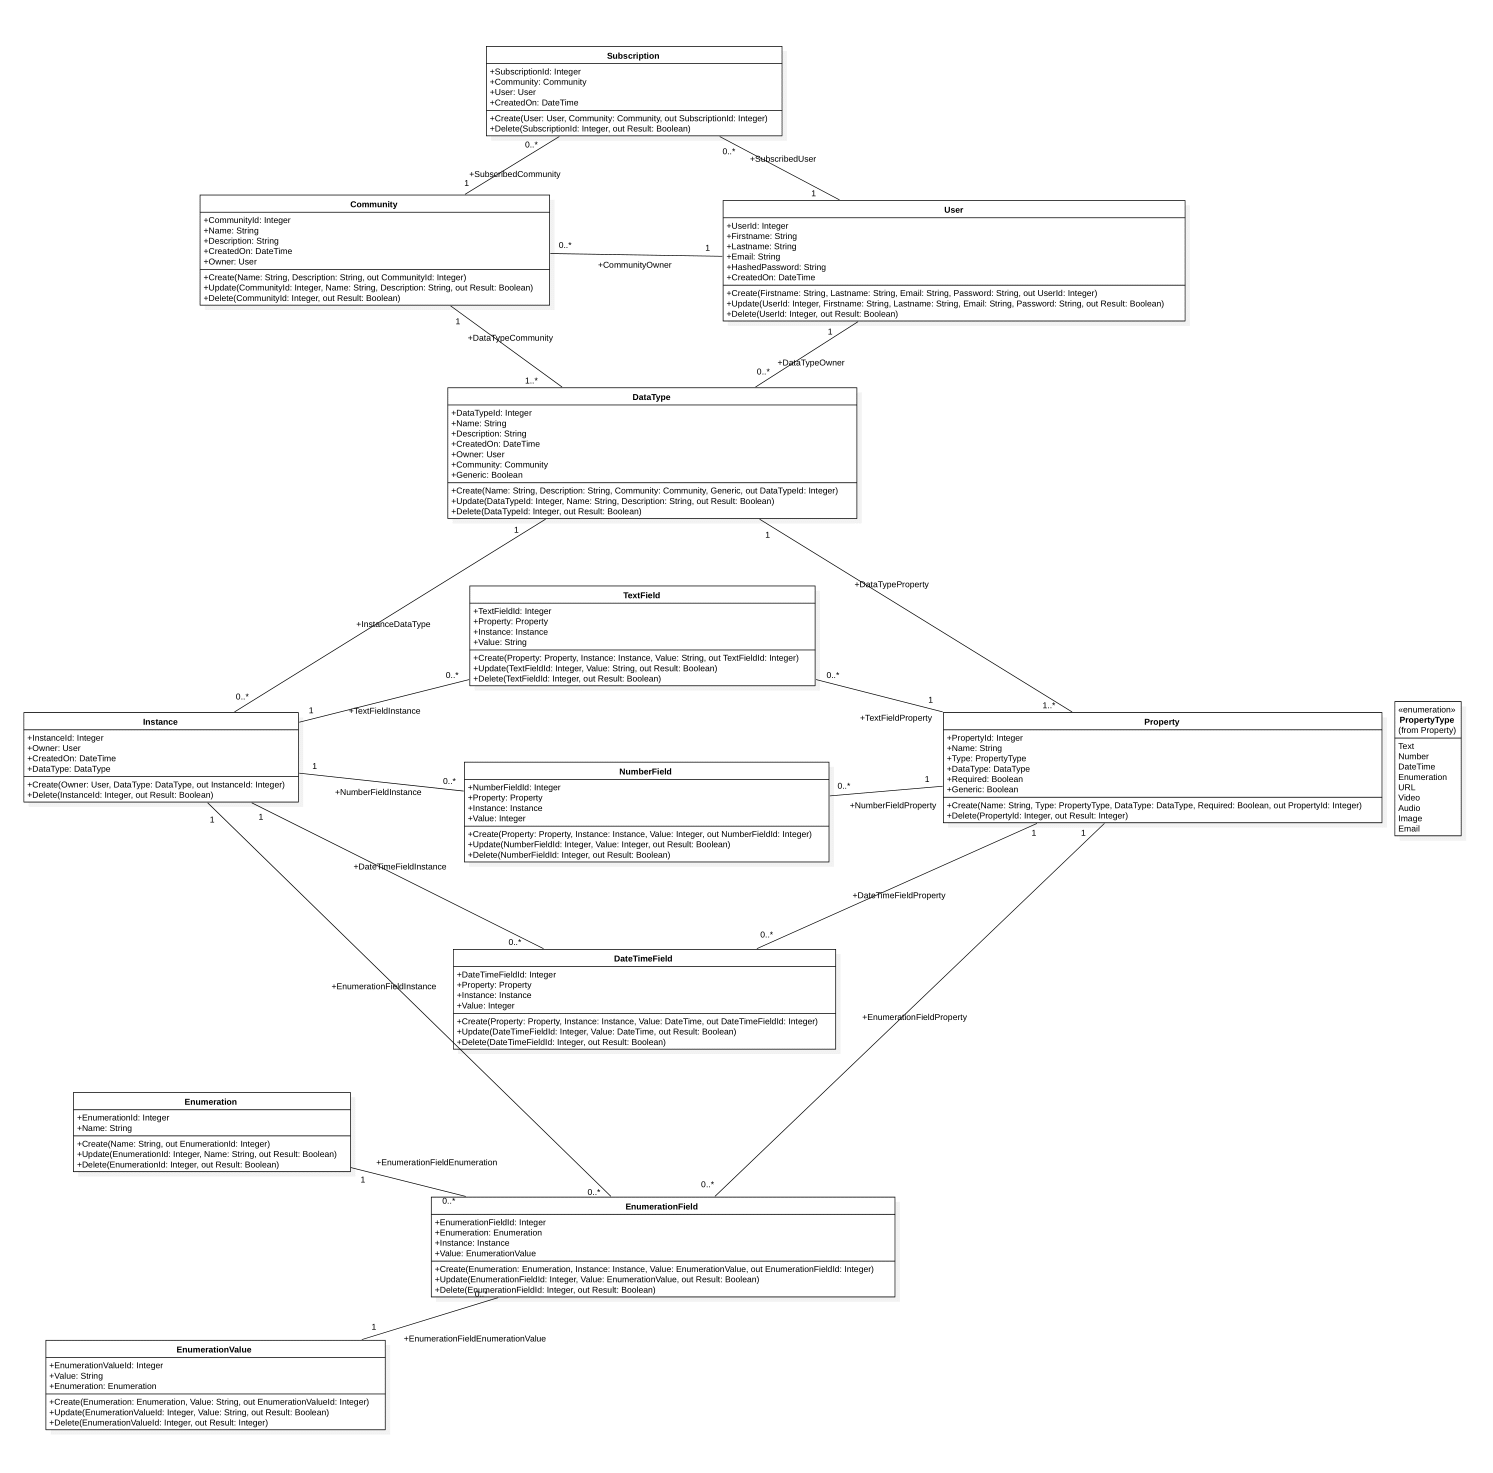 Subscription
+SubscriptionId: Integer
+Community: Community
+User: User
+CreatedOn: DateTime
+Create(User: User, Community: Community, out SubscriptionId: Integer)
+Delete(SubscriptionId: Integer, out Result: Boolean)
0..*
0..*
+SubscribedUser
+SubscribedCommunity
1
1
Community
+CommunityId: Integer
+Name: String
+Description: String
+CreatedOn: DateTime
+Owner: User
+Create(Name: String, Description: String, out CommunityId: Integer)
+Update(CommunityId: Integer, Name: String, Description: String, out Result: Boolean)
+Delete(CommunityId: Integer, out Result: Boolean)
0..*
1
+CommunityOwner
User
+UserId: Integer
+Firstname: String
+Lastname: String
+Email: String
+HashedPassword: String
+CreatedOn: DateTime
+Create(Firstname: String, Lastname: String, Email: String, Password: String, out UserId: Integer)
+Update(UserId: Integer, Firstname: String, Lastname: String, Email: String, Password: String, out Result: Boolean)
+Delete(UserId: Integer, out Result: Boolean)
1
+DataTypeCommunity
1..*
1
+DataTypeOwner
0..*
DataType
+DataTypeId: Integer
+Name: String
+Description: String
+CreatedOn: DateTime
+Owner: User
+Community: Community
+Generic: Boolean
+Create(Name: String, Description: String, Community: Community, Generic, out DataTypeId: Integer)
+Update(DataTypeId: Integer, Name: String, Description: String, out Result: Boolean)
+Delete(DataTypeId: Integer, out Result: Boolean)
1
1
+DataTypeProperty
1..*
+InstanceDataType
0..*
TextField
+TextFieldId: Integer
+Property: Property
+Instance: Instance
+Value: String
+Create(Property: Property, Instance: Instance, Value: String, out TextFieldId: Integer)
+Update(TextFieldId: Integer, Value: String, out Result: Boolean)
+Delete(TextFieldId: Integer, out Result: Boolean)
0..*
1
+TextFieldInstance
0..*
1
+TextFieldProperty
Instance
+InstanceId: Integer
+Owner: User
+CreatedOn: DateTime
+DataType: DataType
+Create(Owner: User, DataType: DataType, out InstanceId: Integer)
+Delete(InstanceId: Integer, out Result: Boolean)
1
0..*
+NumberFieldInstance
NumberField
+NumberFieldId: Integer
+Property: Property
+Instance: Instance
+Value: Integer
+Create(Property: Property, Instance: Instance, Value: Integer, out NumberFieldId: Integer)
+Update(NumberFieldId: Integer, Value: Integer, out Result: Boolean)
+Delete(NumberFieldId: Integer, out Result: Boolean)
0..*
1
+NumberFieldProperty
Property
+PropertyId: Integer
+Name: String
+Type: PropertyType
+DataType: DataType
+Required: Boolean
+Generic: Boolean
+Create(Name: String, Type: PropertyType, DataType: DataType, Required: Boolean, out PropertyId: Integer)
+Delete(PropertyId: Integer, out Result: Integer)
«enumeration»
PropertyType
(from Property)
Text
Number
DateTime
Enumeration
URL
Video
Audio
Image
Email
1
1
+DateTimeFieldInstance
0..*
1
1
+DateTimeFieldProperty
0..*
DateTimeField
+DateTimeFieldId: Integer
+Property: Property
+Instance: Instance
+Value: Integer
+Create(Property: Property, Instance: Instance, Value: DateTime, out DateTimeFieldId: Integer)
+Update(DateTimeFieldId: Integer, Value: DateTime, out Result: Boolean)
+Delete(DateTimeFieldId: Integer, out Result: Boolean)
+EnumerationFieldInstance
+EnumerationFieldProperty
Enumeration
+EnumerationId: Integer
+Name: String
+Create(Name: String, out EnumerationId: Integer)
+Update(EnumerationId: Integer, Name: String, out Result: Boolean)
+Delete(EnumerationId: Integer, out Result: Boolean)
+EnumerationFieldEnumeration
1
0..*
0..*
0..*
EnumerationField
+EnumerationFieldId: Integer
+Enumeration: Enumeration
+Instance: Instance
+Value: EnumerationValue
+Create(Enumeration: Enumeration, Instance: Instance, Value: EnumerationValue, out EnumerationFieldId: Integer)
+Update(EnumerationFieldId: Integer, Value: EnumerationValue, out Result: Boolean)
+Delete(EnumerationFieldId: Integer, out Result: Boolean)
1
+EnumerationFieldEnumerationValue
EnumerationValue
+EnumerationValueId: Integer
+Value: String
+Enumeration: Enumeration
+Create(Enumeration: Enumeration, Value: String, out EnumerationValueId: Integer)
+Update(EnumerationValueId: Integer, Value: String, out Result: Boolean)
+Delete(EnumerationValueId: Integer, out Result: Integer)